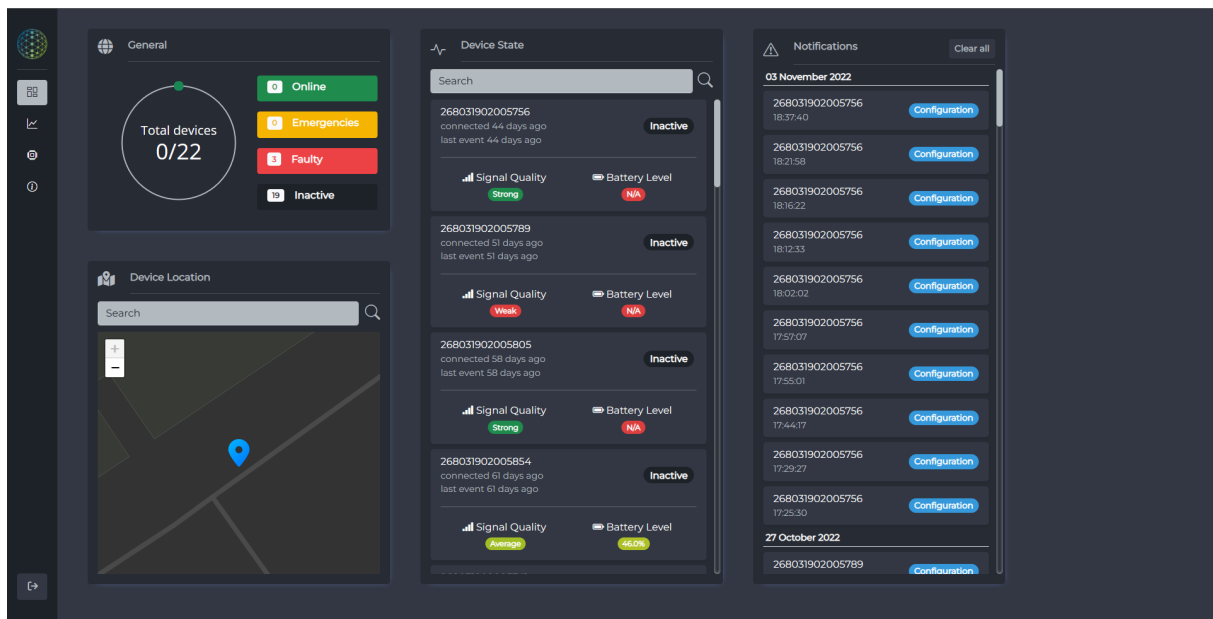 General
Total devices
0/22
0 Online
0 Emergencies
3 Faulty
19 Inactive
Device Location
Search
+
−
Device State
Search
268031902005756
connected 44 days ago
last event 44 days ago
Inactive
Signal Quality
Battery Level
Strong
N/A
268031902005789
connected 51 days ago
last event 51 days ago
Inactive
Signal Quality
Battery Level
Weak
N/A
268031902005805
connected 58 days ago
last event 58 days ago
Inactive
Signal Quality
Battery Level
Strong
N/A
268031902005854
connected 61 days ago
last event 61 days ago
Inactive
Signal Quality
Battery Level
Average
46.0%
Notifications
Clear all
03 November 2022
268031902005756
18:37:40
Configuration
268031902005756
18:21:58
Configuration
268031902005756
18:16:22
Configuration
268031902005756
18:12:33
Configuration
268031902005756
18:02:02
Configuration
268031902005756
17:57:07
Configuration
268031902005756
17:55:01
Configuration
268031902005756
17:44:17
Configuration
268031902005756
17:29:27
Configuration
268031902005756
17:25:30
Configuration
27 October 2022
268031902005789
Configuration